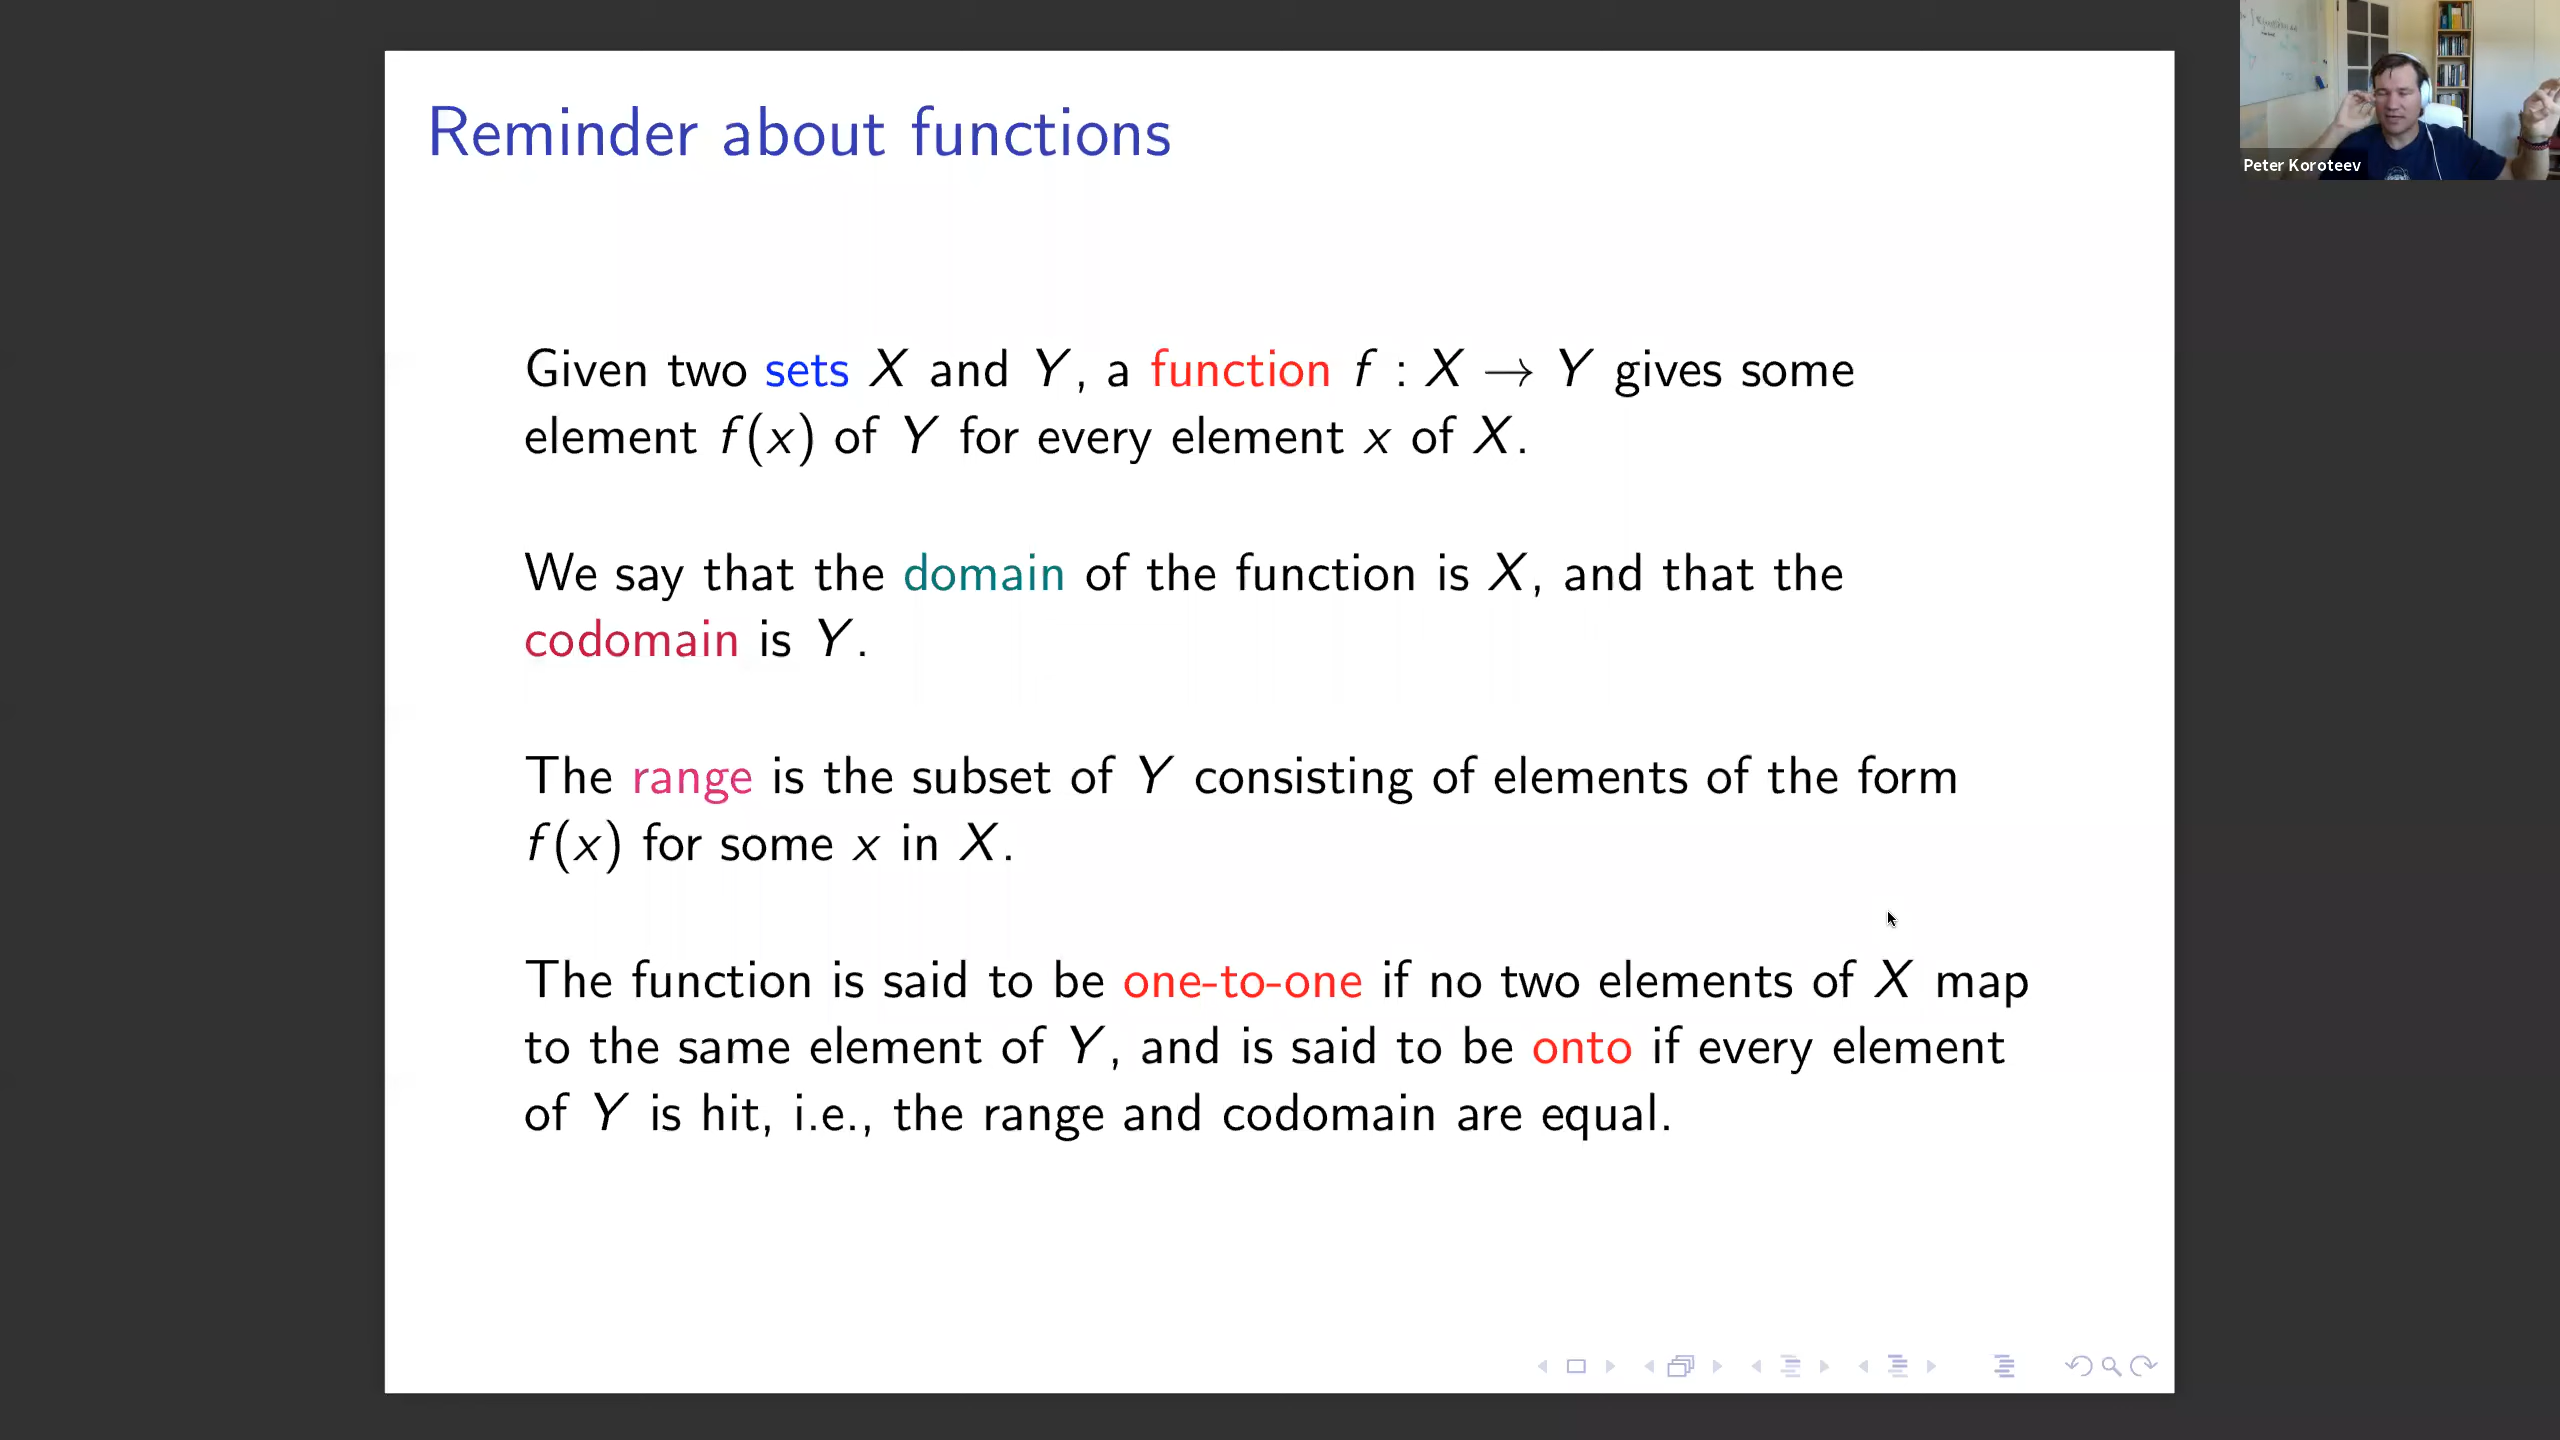 Reminder about functions
Peter Koroteev
Given two sets X and Y, a function f : X → Y gives some
element f(x) of Y for every element x of X.
We say that the domain of the function is X, and that the
codomain is Y.
The range is the subset of Y consisting of elements of the form
f(x) for some x in X.
The function is said to be one-to-one if no two elements of X map
to the same element of Y, and is said to be onto if every element
of Y is hit, i.e., the range and codomain are equal.